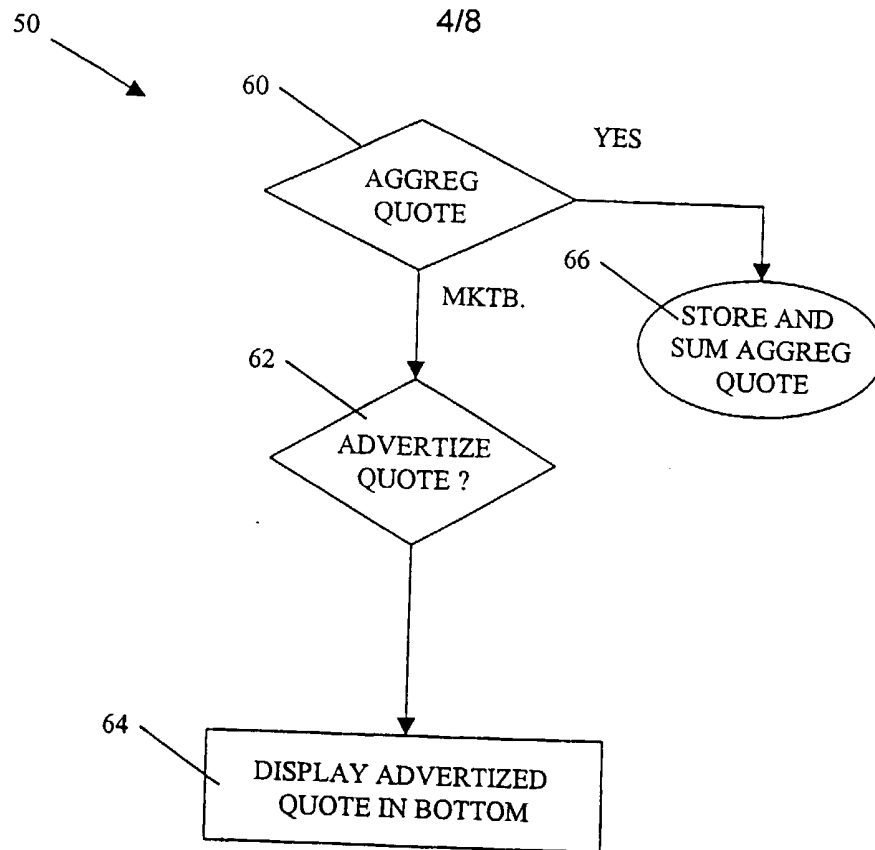 4/8
50
60
YES
AGGREG
QUOTE
66
MKTB.
STORE AND
SUM AGGREG
QUOTE
62
ADVERTIZE
QUOTE ?
64
DISPLAY ADVERTIZED
QUOTE IN BOTTOM